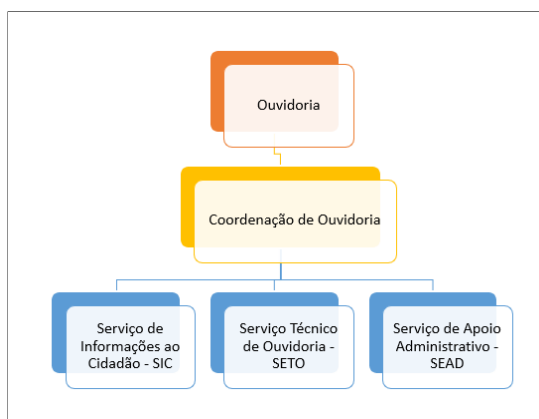 Ouvidoria
Coordenação de Ouvidoria
Serviço de
Informações ao
Cidadão - SIC
Serviço Técnico
de Ouvidoria -
SETO
Serviço de Apoio
Administrativo -
SEAD